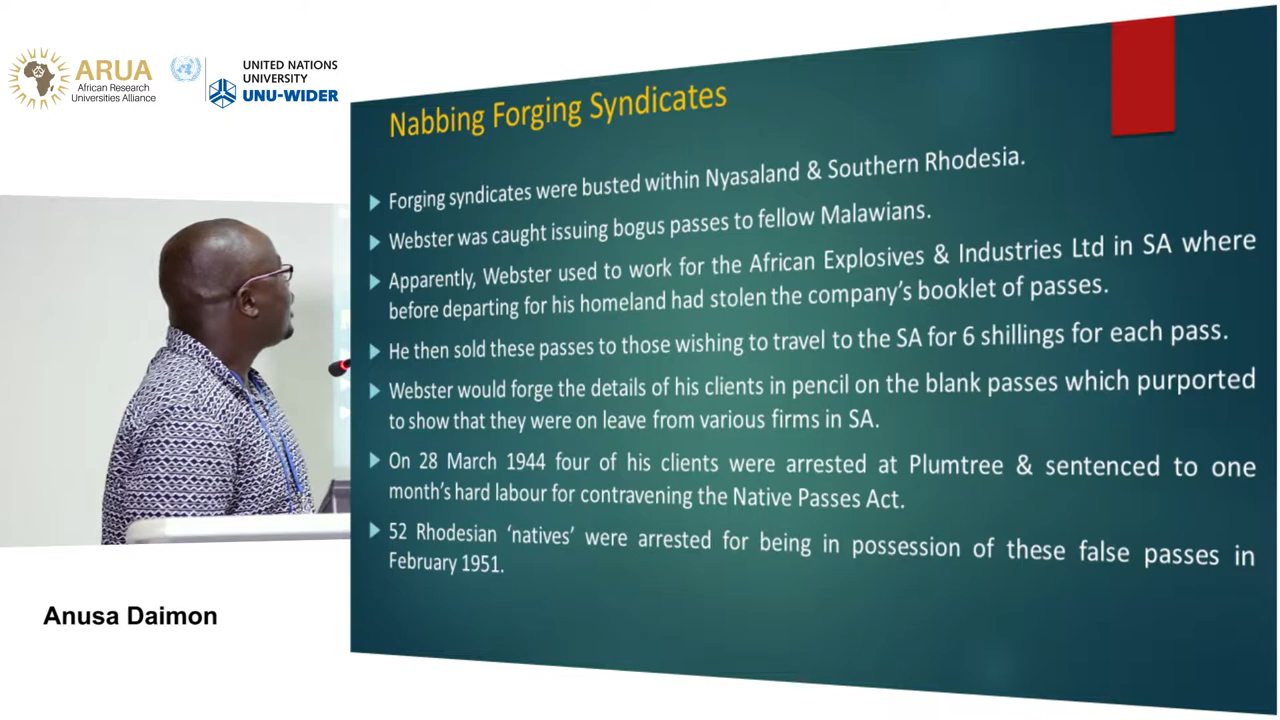 ARUA
African Research
Universities Alliance
UNITED NATIONS
UNIVERSITY
UNU-WIDER
Nabbing Forging Syndicates
Forging syndicates were busted within Nyasaland & Southern Rhodesia.
Webster was caught issuing bogus passes to fellow Malawians.
Apparently, Webster used to work for the African Explosives & Industries Ltd in SA where
before departing for his homeland had stolen the company's booklet of passes.
He then sold these passes to those wishing to travel to the SA for 6 shillings for each pass.
Webster would forge the details of his clients in pencil on the blank passes which purported
to show that they were on leave from various firms in SA.
On 28 March 1944 four of his clients were arrested at Plumtree & sentenced to one
month's hard labour for contravening the Native Passes Act.
52 Rhodesian 'natives' were arrested for being in possession of these false passes in
February 1951.
Anusa Daimon